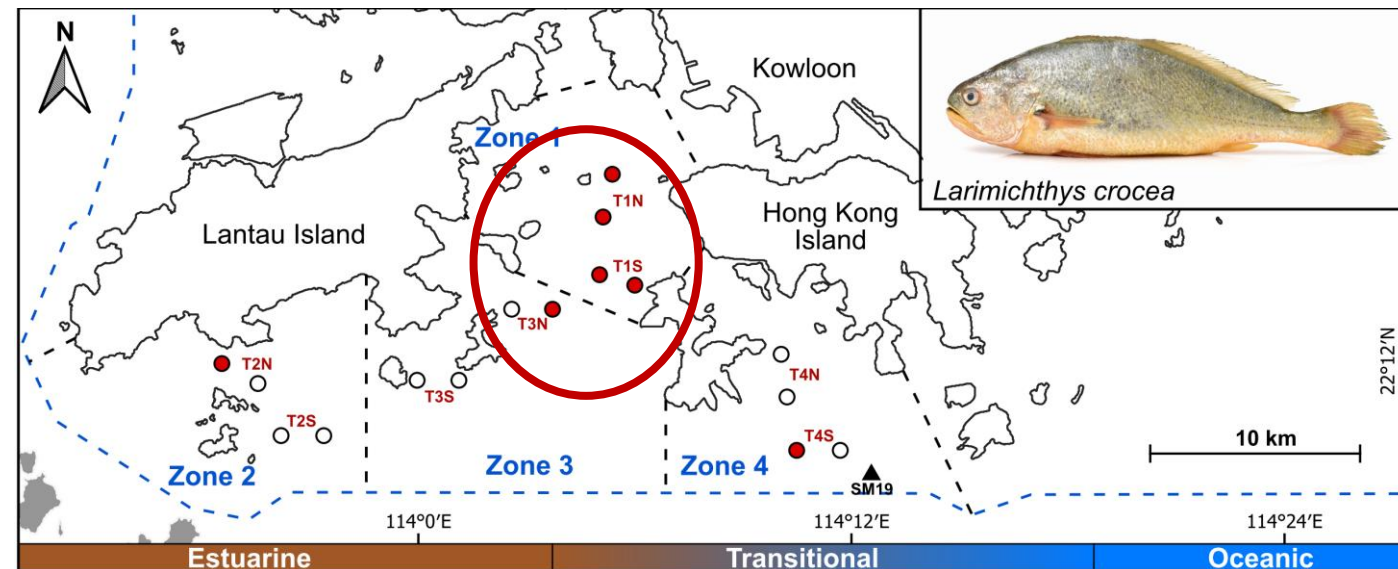 N
Kowloon
Larimichthys crocea
Zone 1
T1N
Lantau Island
Hong Kong
Island
T1S
T3N
T2N
T3S
T2S
T4N
T4S
Zone 2
Zone 3
Zone 4
SM19
10 km
22°12'N
114°0'E
114°12'E
114°24'E
Estuarine
Transitional
Oceanic